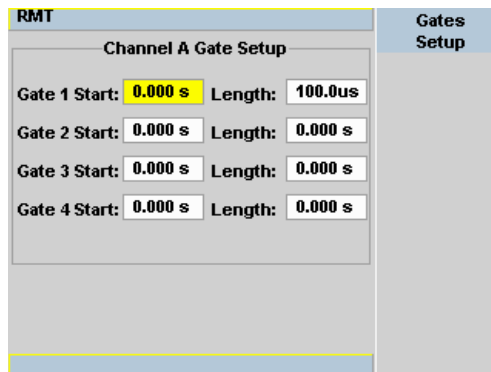 RMT
Gates
Setup
Channel A Gate Setup
Gate 1 Start: 0.000 s Length: 100.0us
Gate 2 Start: 0.000 s Length: 0.000 s
Gate 3 Start: 0.000 s Length: 0.000 s
Gate 4 Start: 0.000 s Length: 0.000 s